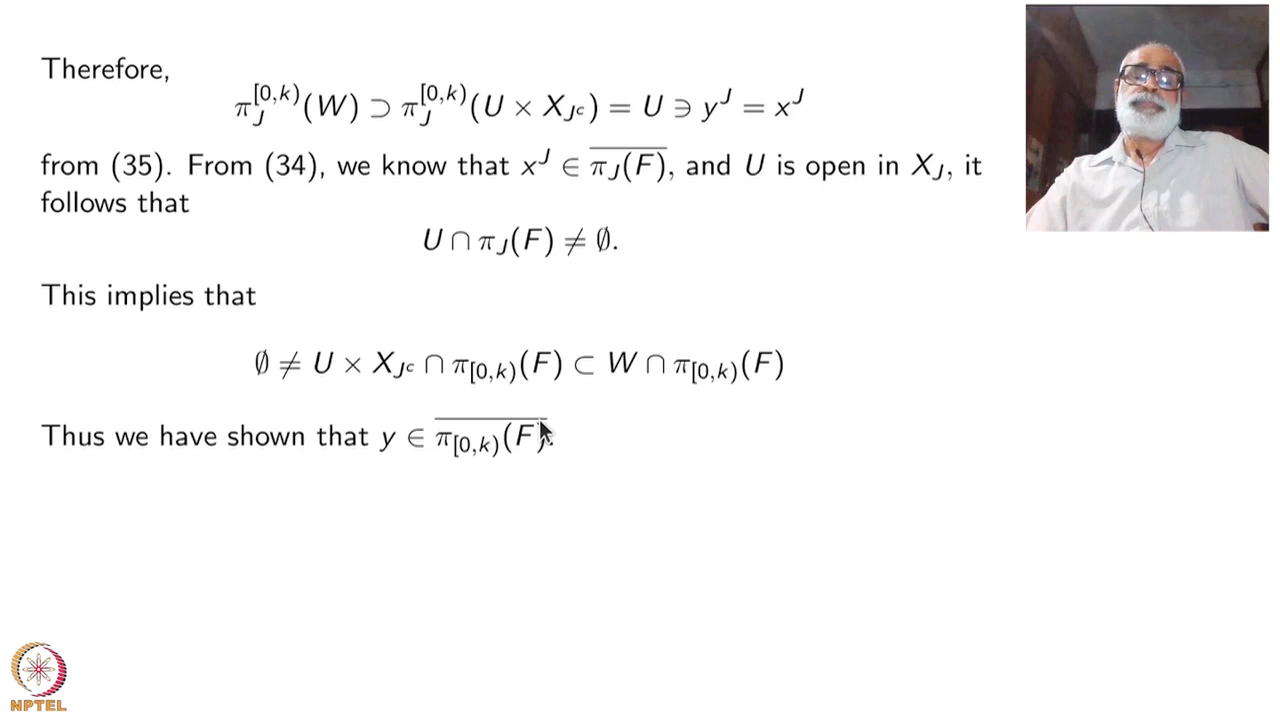 Therefore,
π_J^{[0,k)}(W) ⊃ π_J^{[0,k)}(U × X_{J^c}) = U ∋ y^J = x^J
from (35). From (34), we know that x^J ∈ \overline{π_J(F)}, and U is open in X_J, it
follows that
U ∩ π_J(F) ≠ ∅.
This implies that
∅ ≠ U × X_{J^c} ∩ π_{[0,k)}(F) ⊂ W ∩ π_{[0,k)}(F)
Thus we have shown that y ∈ \overline{π_{[0,k)}(F)}.
NPTEL